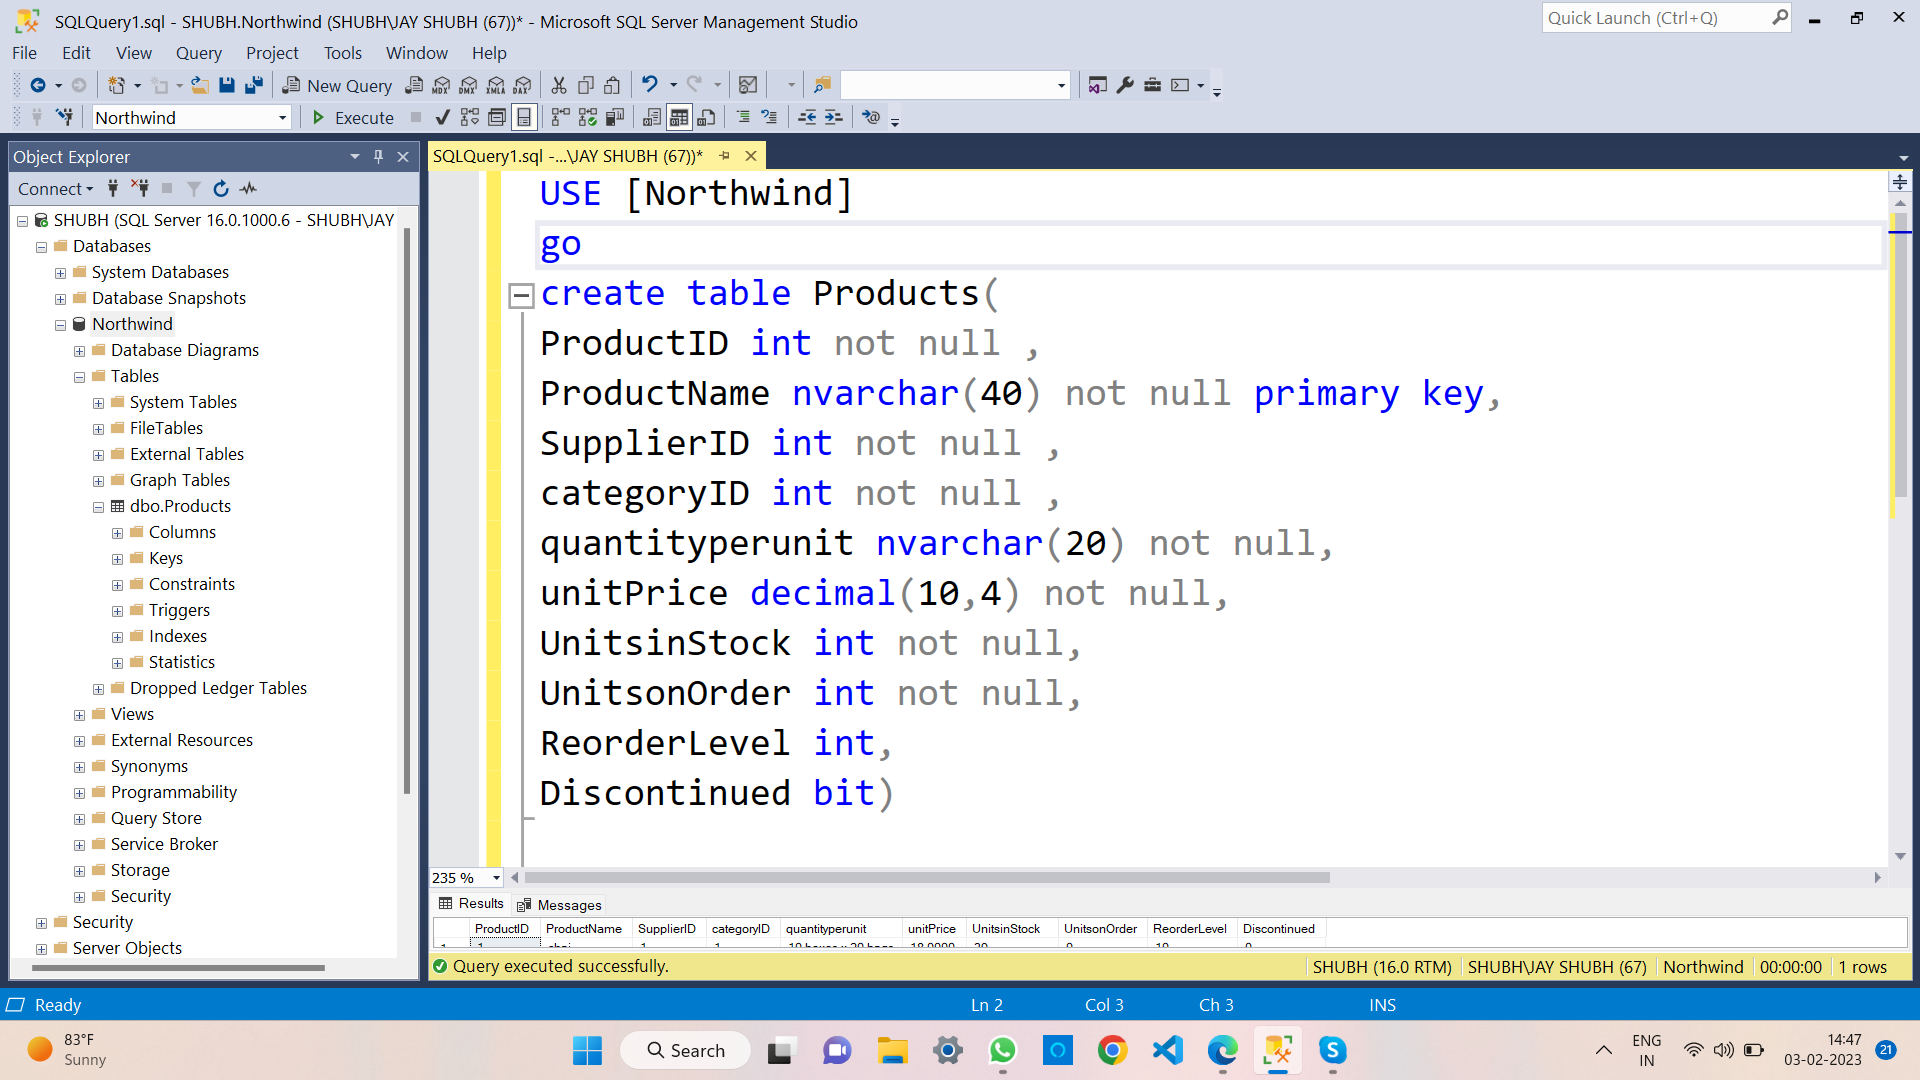 SQLQuery1.sql - SHUBH.Northwind (SHUBH\JAY SHUBH (67))* - Microsoft SQL Server Management Studio
Quick Launch (Ctrl+Q)
File Edit View Query Project Tools Window Help
New Query
MDX DMX XMLA DAX
Northwind
Execute
Object Explorer
SQLQuery1.sql -...\JAY SHUBH (67))*
Connect
SHUBH (SQL Server 16.0.1000.6 - SHUBH\JAY
Databases
System Databases
Database Snapshots
Northwind
Database Diagrams
Tables
System Tables
FileTables
External Tables
Graph Tables
dbo.Products
Columns
Keys
Constraints
Triggers
Indexes
Statistics
Dropped Ledger Tables
Views
External Resources
Synonyms
Programmability
Query Store
Service Broker
Storage
Security
Security
Server Objects
USE [Northwind]
go
create table Products(
ProductID int not null ,
ProductName nvarchar(40) not null primary key,
SupplierID int not null ,
categoryID int not null ,
quantityperunit nvarchar(20) not null,
unitPrice decimal(10,4) not null,
UnitsinStock int not null,
UnitsonOrder int not null,
ReorderLevel int,
Discontinued bit)
235 %
Results Messages
ProductID ProductName SupplierID categoryID quantityperunit unitPrice UnitsinStock UnitsonOrder ReorderLevel Discontinued
Query executed successfully.
SHUBH (16.0 RTM) SHUBH\JAY SHUBH (67) Northwind 00:00:00 1 rows
Ready
Ln 2 Col 3 Ch 3 INS
83°F
Sunny
Search
ENG
IN
14:47
03-02-2023
21